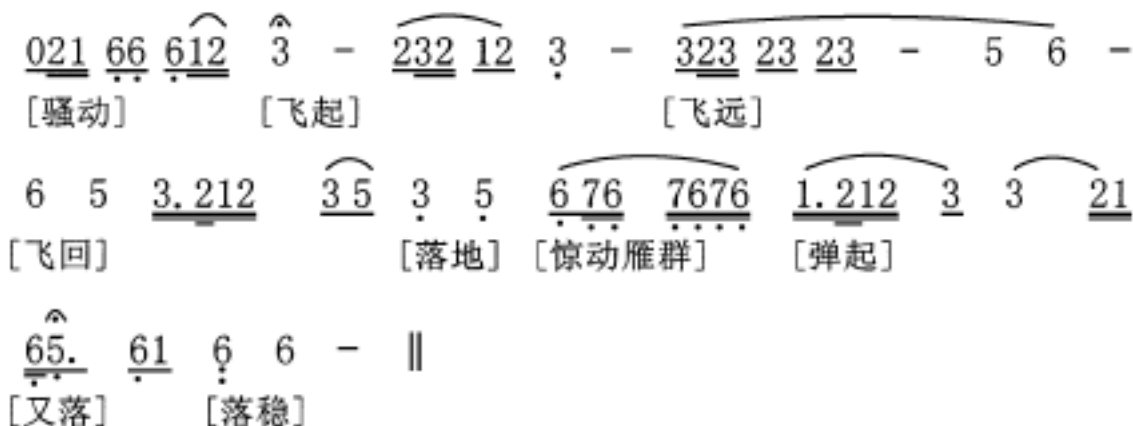 021 66 612 3 - 232 12 3 - 323 23 23 - 5 6 -
[骚动] [飞起] [飞远]
6 5 3.212 35 3 5 676 7676 1.212 3 3 21
[飞回] [落地] [惊动雁群] [弹起]
65. 61 6 6 - ‖
[又落] [落稳]